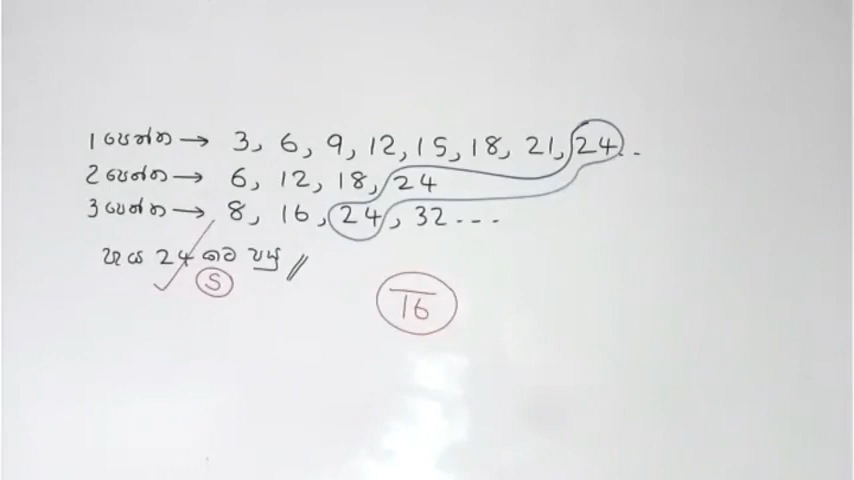 1 පෙත්ත → 3, 6, 9, 12, 15, 18, 21, 24...
2 පෙත්ත → 6, 12, 18, 24
3 පෙත්ත → 8, 16, 24, 32...
පැය 24 කට පසු //
5
16